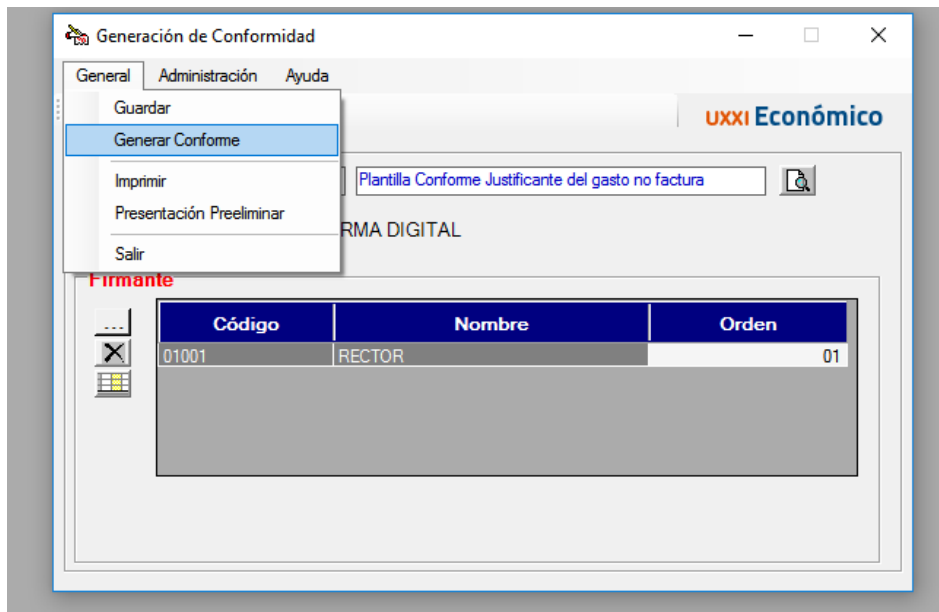 Generación de Conformidad
General Administración Ayuda
Guardar
uxxi Económico
Generar Conforme
Imprimir
Plantilla Conforme Justificante del gasto no factura
Presentación Preeliminar
RMA DIGITAL
Salir
Firmante
...
Código Nombre Orden
01001 RECTOR 01